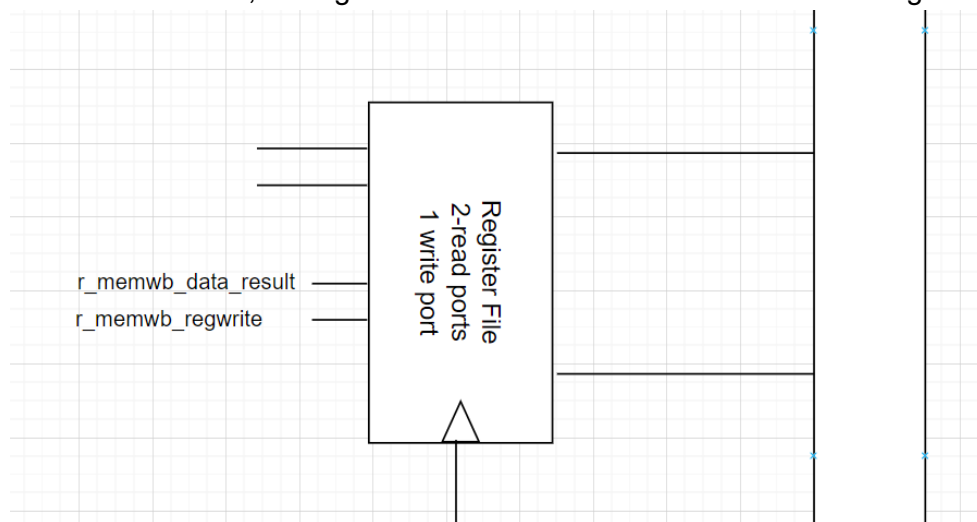 r_memwb_data_result
r_memwb_regwrite
Register File
2-read ports
1 write port